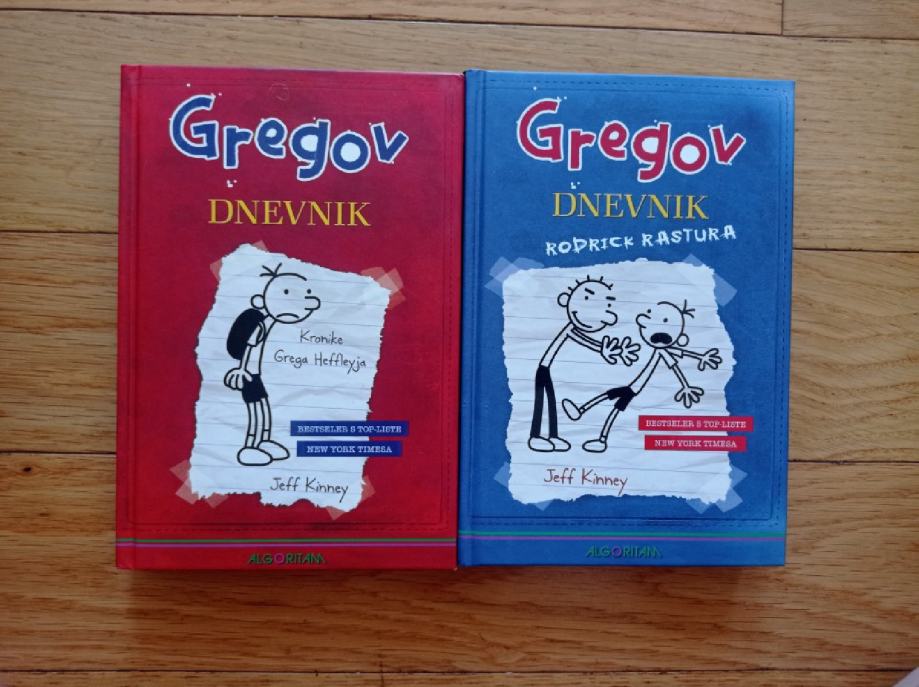 Gregov
DNEVNIK
Kronike
Grega Heffleyja
BESTSELER S TOP-LISTE
NEW YORK TIMESA
Jeff Kinney
ALGORITAM
Gregov
DNEVNIK
RODRICK RASTURA
BESTSELER S TOP-LISTE
NEW YORK TIMESA
Jeff Kinney
ALGORITAM